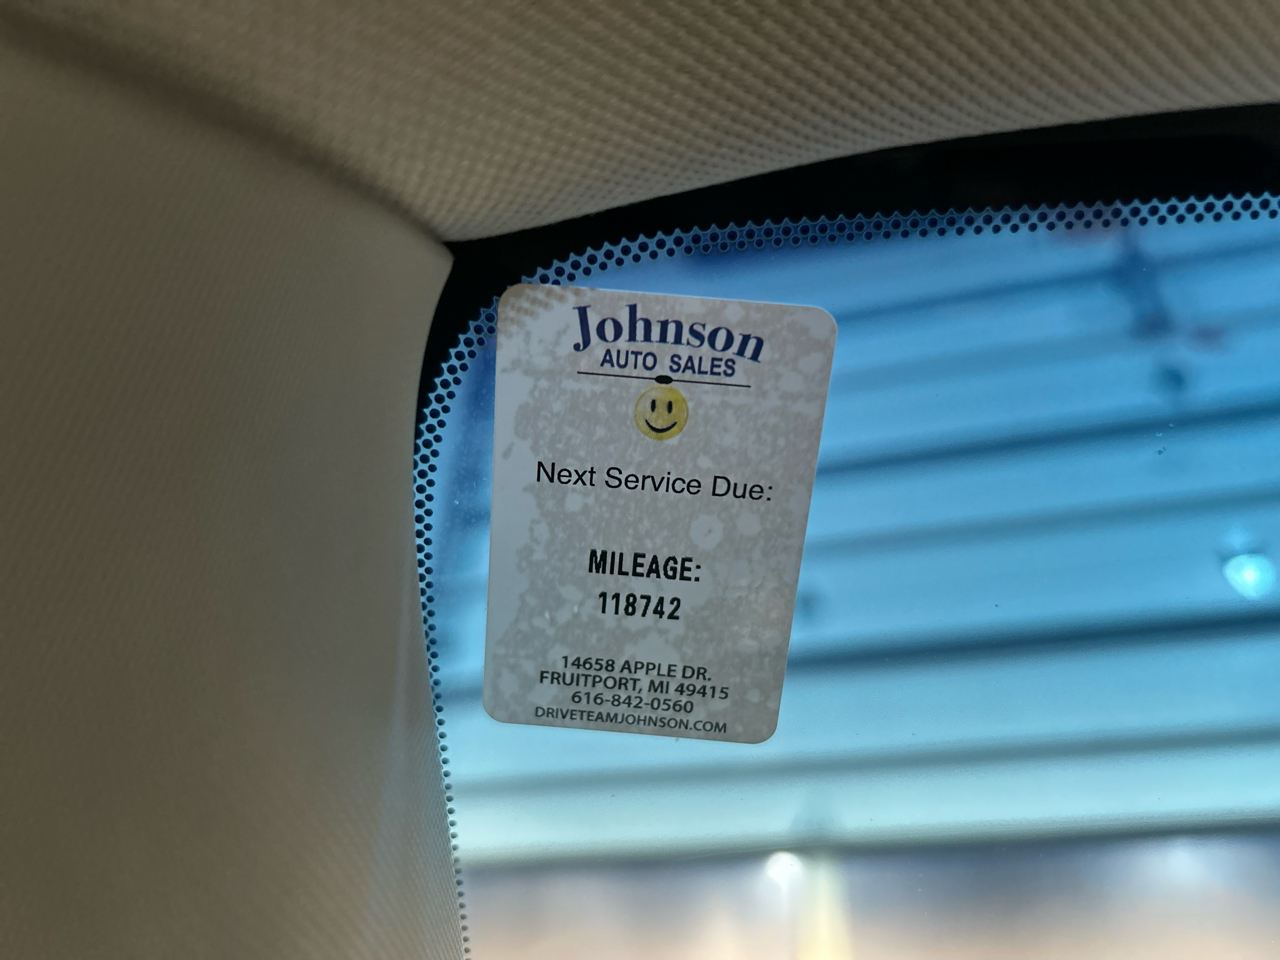 Johnson
AUTO SALES
Next Service Due:
MILEAGE:
118742
14658 APPLE DR.
FRUITPORT, MI 49415
616-842-0560
DRIVETEAMJOHNSON.COM